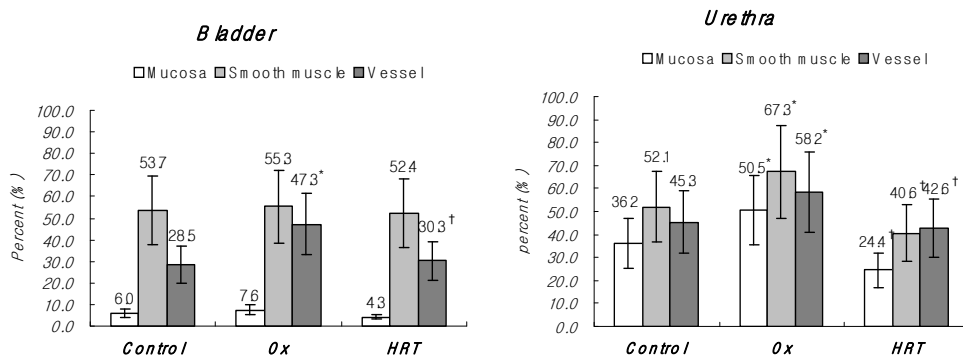 Bladder
Mucosa Smooth muscle Vessel
100.0
90.0
80.0
70.0
60.0
50.0
40.0
30.0
20.0
10.0
0.0
Percent (%)
6.0 53.7 28.5
7.6 55.3 47.3*
4.3 52.4 30.3†
Control Ox HRT
Urethra
Mucosa Smooth muscle Vessel
100.0
90.0
80.0
70.0
60.0
50.0
40.0
30.0
20.0
10.0
0.0
percent (%)
36.2 52.1 45.3
50.5* 67.3* 58.2*
24.4† 40.6† 42.6†
Control Ox HRT